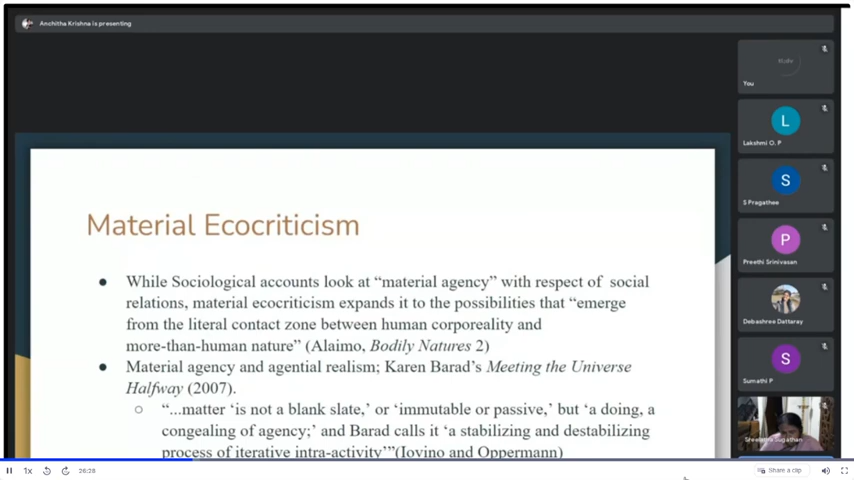 Anchitha Krishna is presenting
You
L
Lakshmi O. P
S
S Pragathee
P
Preethi Srinivasan
Debashree Dattaray
S
Sumathi P
Sreelatha Sugathan
Material Ecocriticism
● While Sociological accounts look at “material agency” with respect of social
relations, material ecocriticism expands it to the possibilities that “emerge
from the literal contact zone between human corporeality and
more-than-human nature” (Alaimo, Bodily Natures 2)
● Material agency and agential realism; Karen Barad’s Meeting the Universe
Halfway (2007).
○ “...matter ‘is not a blank slate,’ or ‘immutable or passive,’ but ‘a doing, a
congealing of agency;’ and Barad calls it ‘a stabilizing and destabilizing
process of iterative intra-activity’”(Iovino and Oppermann)
1x
26:28
Share a clip